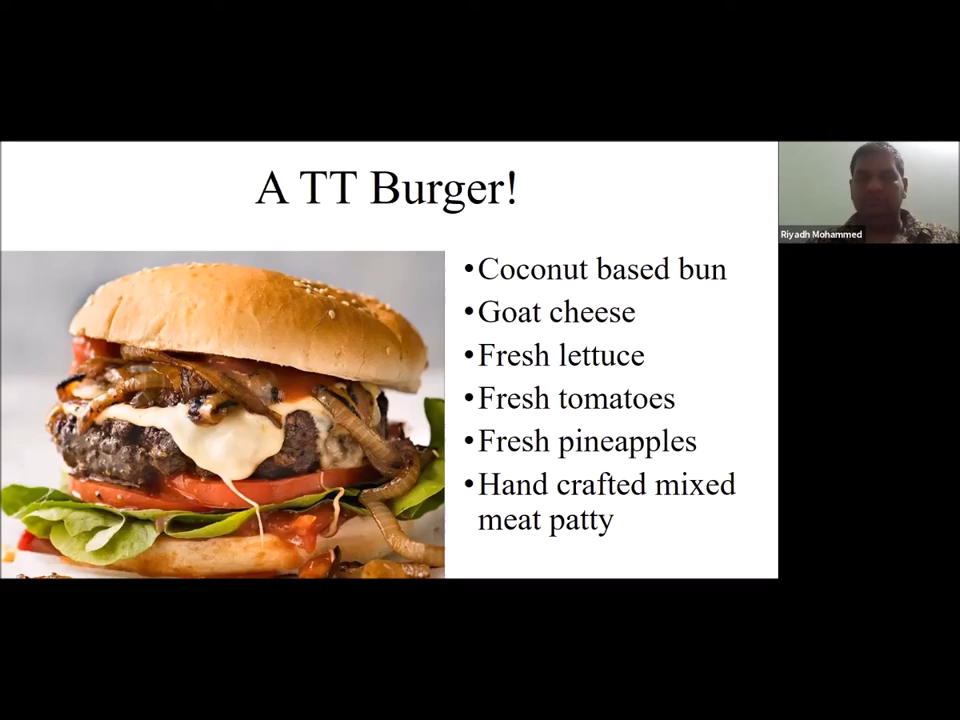 A TT Burger!
Riyadh Mohammed
•Coconut based bun
•Goat cheese
•Fresh lettuce
•Fresh tomatoes
•Fresh pineapples
•Hand crafted mixed
meat patty